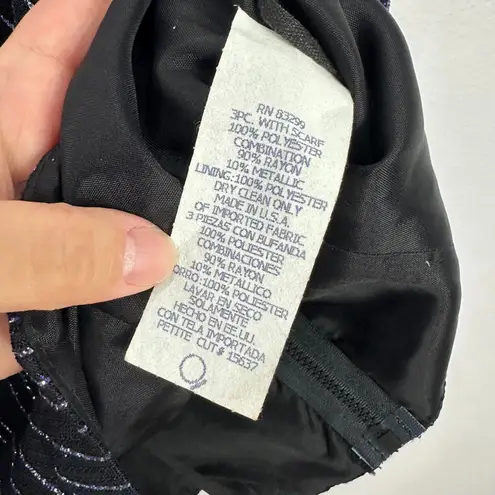 RN 83299
3PC. WITH SCARF
100% POLYESTER
COMBINATION
90% RAYON
10% METALLIC
LINING:100% POLYESTER
DRY CLEAN ONLY
MADE IN U.S.A.
OF IMPORTED FABRIC
3 PIEZAS CON BUFANDA
100% POLIESTER
COMBINACIONES
90% RAYON
10% METALLICO
ORRO:100% POLIESTER
LAVAR EN SECO
SOLAMENTE
HECHO EN EE.UU.
CON TELA IMPORTADA
PETITE CUT$ 15637